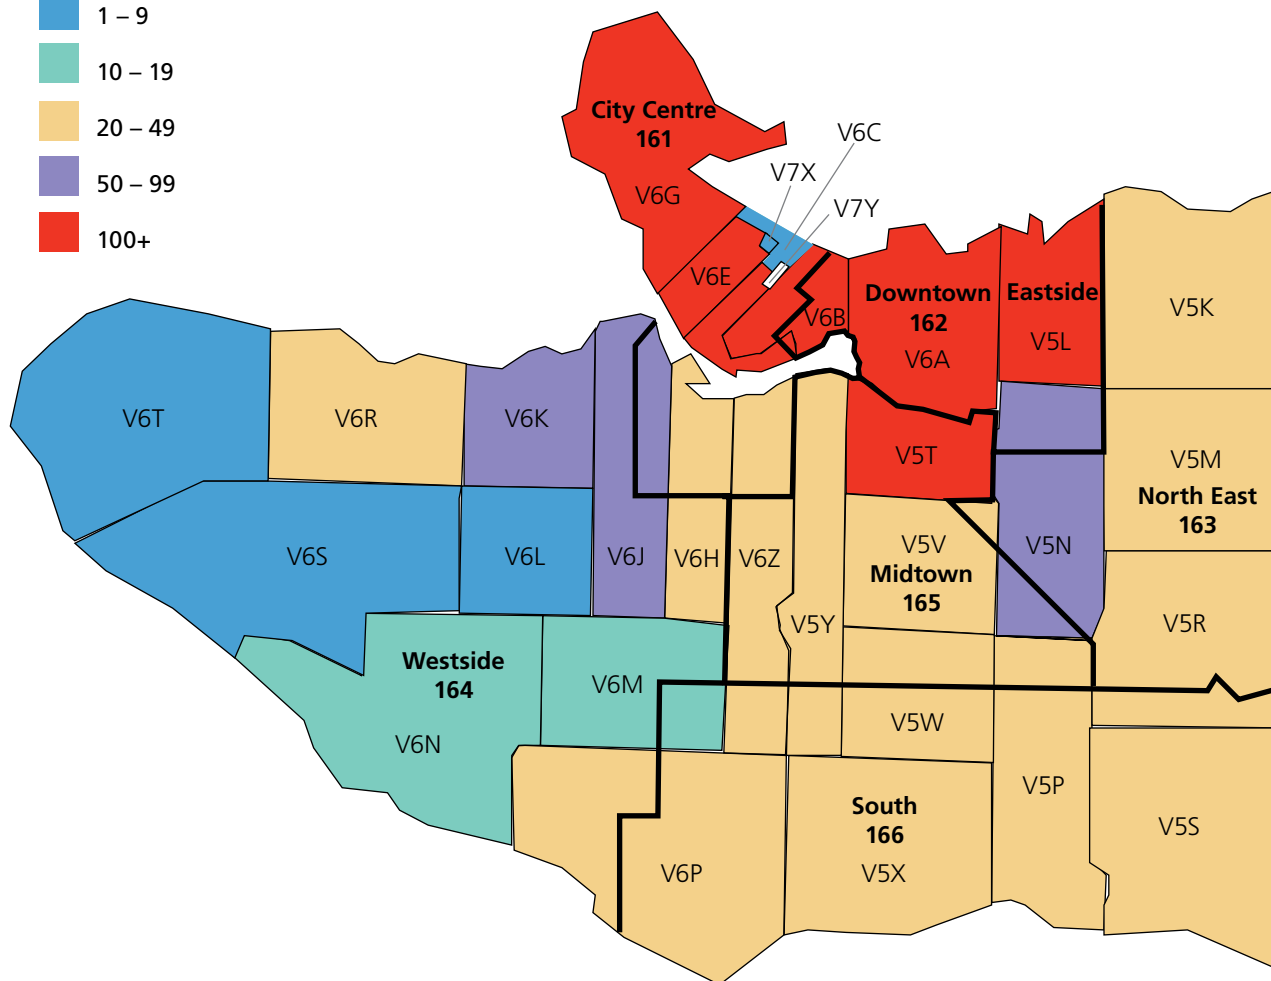 1 – 9
10 – 19
20 – 49
50 – 99
100+
City Centre
161
V6C
V7X
V6G
V7Y
V6E
Downtown
162
Eastside
V5K
V6B
V5L
V6A
V6T
V6R
V6K
V5T
V5M
North East
163
V6S
V6L
V6J
V6H
V6Z
V5V
Midtown
165
V5N
V5Y
V5R
Westside
164
V6M
V6N
V5W
V5P
South
166
V5S
V6P
V5X